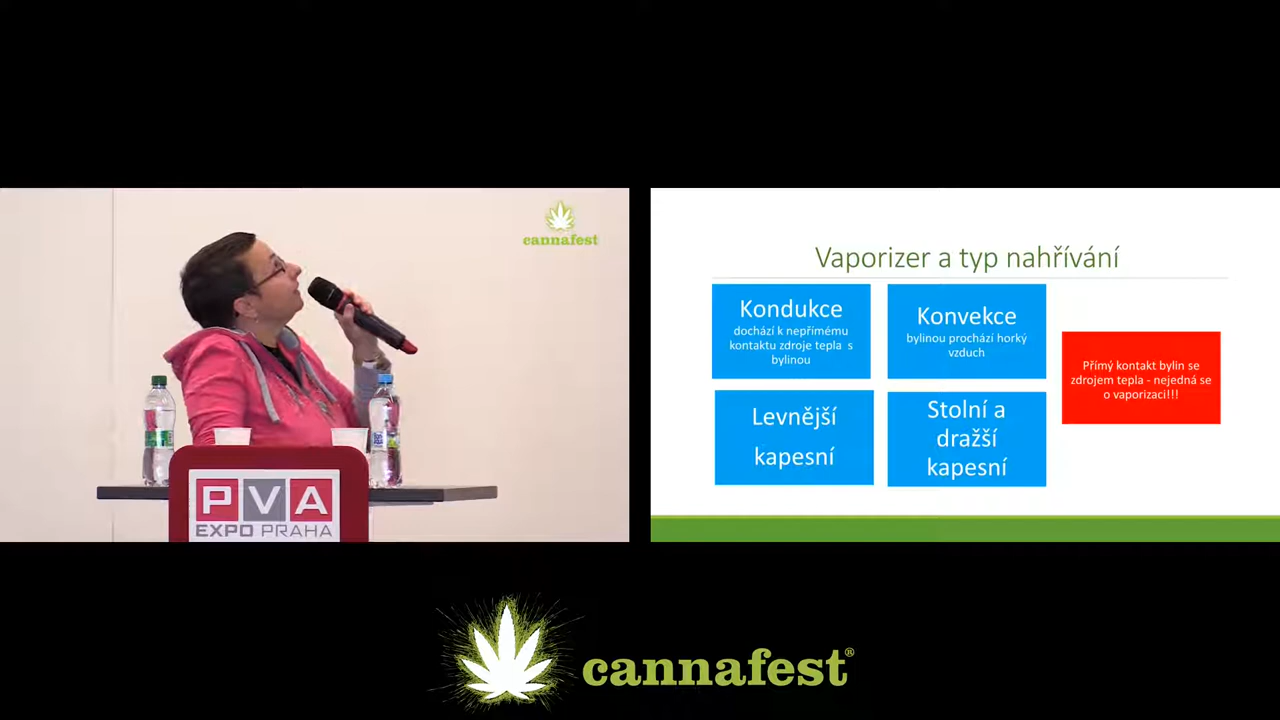 cannafest
PVA
EXPO PRAHA
Vaporizer a typ nahřívání
Kondukce
dochází k nepřímému
kontaktu zdroje tepla s
bylinou
Konvekce
bylinou prochází horký
vzduch
Přímý kontakt bylin se
zdrojem tepla - nejedná se
o vaporizaci!!!
Levnější
kapesní
Stolní a
dražší
kapesní
cannafest®